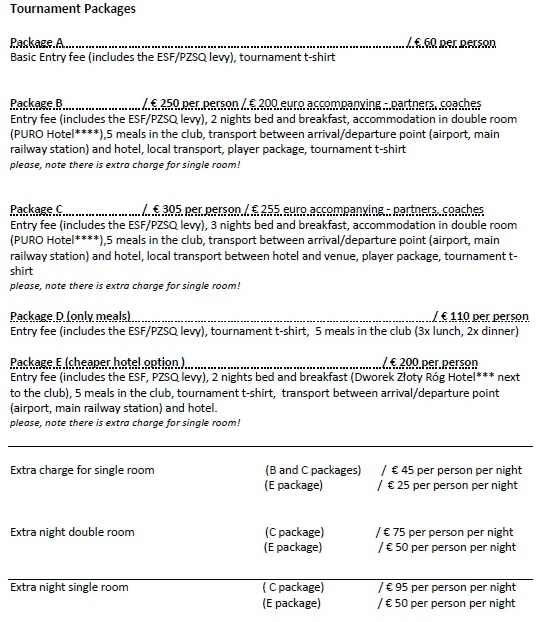 Tournament Packages
Package A...................../ € 60 per person
Basic Entry fee (includes the ESF/PZSQ levy), tournament t-shirt
Package B...................../ € 250 per person / € 200 euro accompanying - partners, coaches
Entry fee (includes the ESF/PZSQ levy), 2 nights bed and breakfast, accommodation in double room
(PURO Hotel****),5 meals in the club, transport between arrival/departure point (airport, main
railway station) and hotel, local transport, player package, tournament t-shirt
please, note there is extra charge for single room!
Package C...................../ € 305 per person / € 255 euro accompanying - partners, coaches
Entry fee (includes the ESF/PZSQ levy), 3 nights bed and breakfast, accommodation in double room
(PURO Hotel****),5 meals in the club, transport between arrival/departure point (airport, main
railway station) and hotel, local transport between hotel and venue, player package, tournament t-
shirt
please, note there is extra charge for single room!
Package D (only meals)...................../ € 110 per person
Entry fee (includes the ESF/PZSQ levy), tournament t-shirt, 5 meals in the club (3x lunch, 2x dinner)
Package E (cheaper hotel option )...................../ € 200 per person
Entry fee (includes the ESF, PZSQ levy), 2 nights bed and breakfast (Dworek Złoty Róg Hotel*** next
to the club), 5 meals in the club, tournament t-shirt, transport between arrival/departure point
(airport, main railway station) and hotel.
please, note there is extra charge for single room!
Extra charge for single room (B and C packages) / € 45 per person per night
(E package) / € 25 per person per night
Extra night double room (C package) / € 75 per person per night
(E package) / € 50 per person per night
Extra night single room ( C package) / € 95 per person per night
(E package) / € 50 per person per night